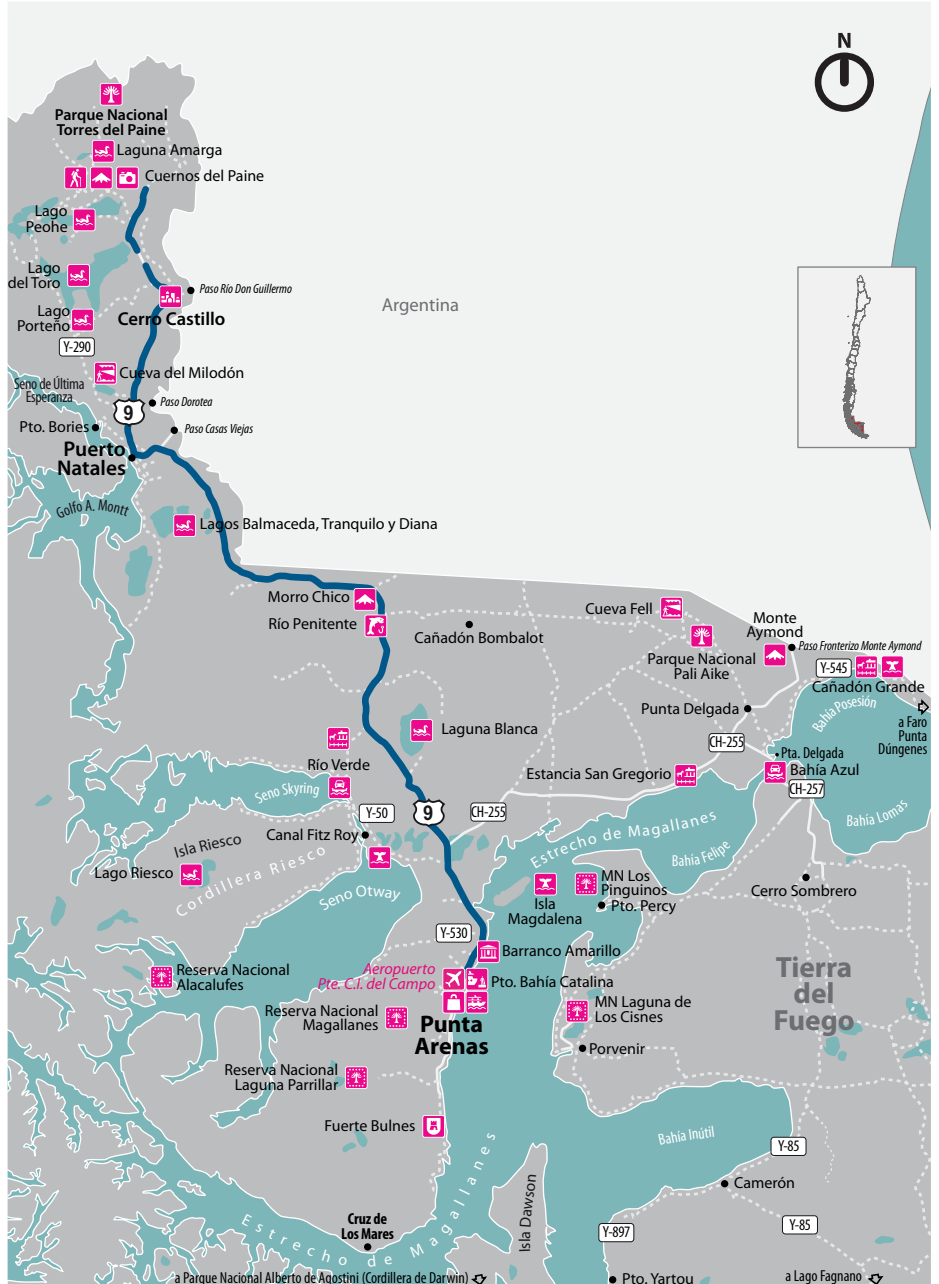 N
Parque Nacional
Torres del Paine
Laguna Amarga
Cuernos del Paine
Lago
Peohe
Lago
del Toro
Paso Río Don Guillermo
Argentina
Cerro Castillo
Lago
Porteño
Y-290
Cueva del Milodón
Seno de Última
Esperanza
9
Paso Dorotea
Pto. Bories
Paso Casas Viejas
Puerto
Natales
Golfo A. Montt
Lagos Balmaceda, Tranquilo y Diana
Morro Chico
Río Penitente
Cañadón Bombalot
Cueva Fell
Parque Nacional
Pali Aike
Monte
Aymond
Paso Fronterizo Monte Aymond
Y-545
Cañadón Grande
Bahía Posesión
a Faro
Punta
Dúngenes
Punta Delgada
CH-255
Pta. Delgada
Bahía Azul
CH-257
Bahía Lomas
Laguna Blanca
Río Verde
Estancia San Gregorio
Seno Skyring
Y-50
9
CH-255
Canal Fitz Roy
Estrecho de Magallanes
Bahía Felipe
Isla Riesco
Cordillera Riesco
Lago Riesco
Seno Otway
Isla
Magdalena
MN Los
Pinguinos
Pto. Percy
Cerro Sombrero
Y-530
Barranco Amarillo
Reserva Nacional
Alacalufes
Aeropuerto
Pte. C.I. del Campo
Pto. Bahía Catalina
Tierra
del
Fuego
Reserva Nacional
Magallanes
Punta
Arenas
MN Laguna de
Los Cisnes
Porvenir
Reserva Nacional
Laguna Parrillar
Fuerte Bulnes
Bahía Inútil
Y-85
Camerón
Isla Dawson
Cruz de
Los Mares
Estrecho de Magallanes
Y-85
Y-897
a Parque Nacional Alberto de Agostini (Cordillera de Darwin)
Pto. Yartou
a Lago Fagnano